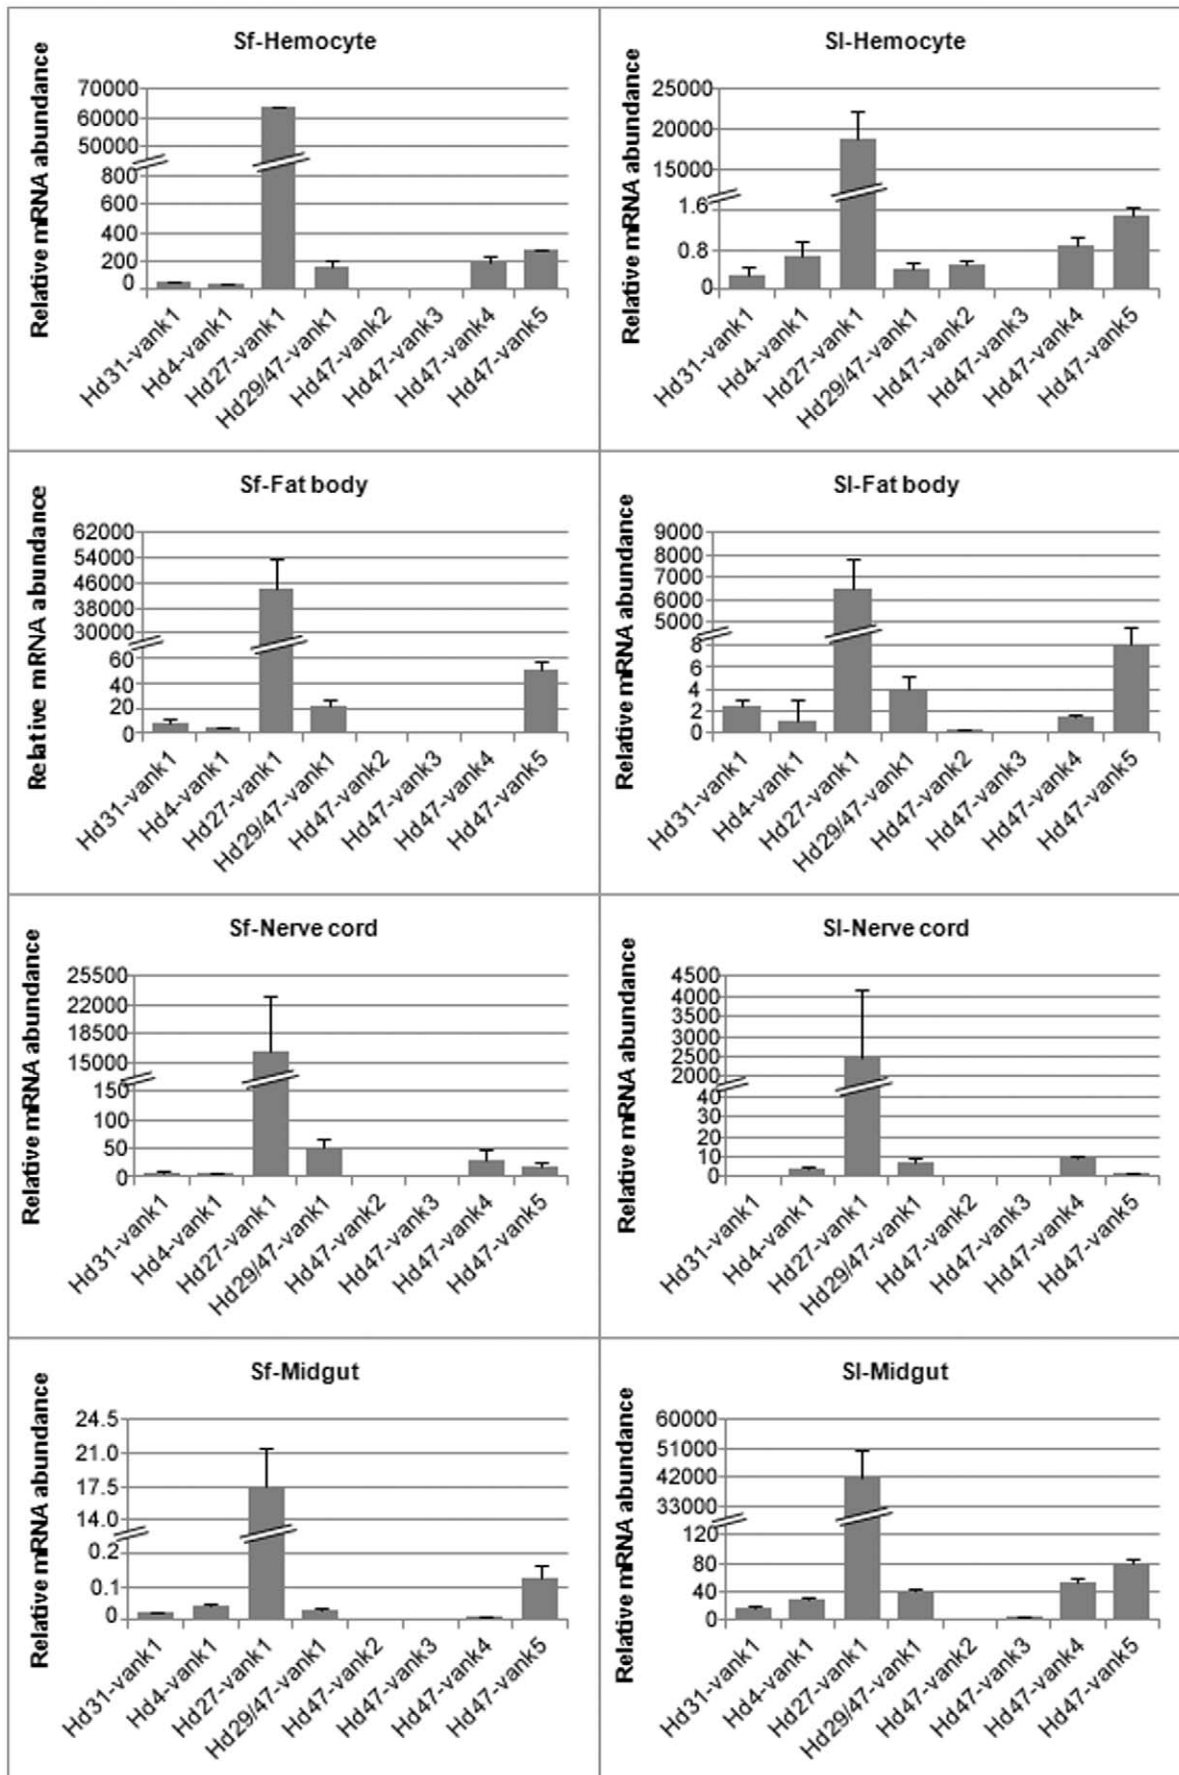 Sf-Hemocyte
Relative mRNA abundance
70000
60000
50000
800
600
400
200
0
Hd31-vank1
Hd4-vank1
Hd27-vank1
Hd29/47-vank1
Hd47-vank2
Hd47-vank3
Hd47-vank4
Hd47-vank5
Sl-Hemocyte
Relative mRNA abundance
25000
20000
15000
1.6
0.8
0
Hd31-vank1
Hd4-vank1
Hd27-vank1
Hd29/47-vank1
Hd47-vank2
Hd47-vank3
Hd47-vank4
Hd47-vank5
Sf-Fat body
Relative mRNA abundance
62000
54000
46000
38000
30000
60
40
20
0
Hd31-vank1
Hd4-vank1
Hd27-vank1
Hd29/47-vank1
Hd47-vank2
Hd47-vank3
Hd47-vank4
Hd47-vank5
Sl-Fat body
Relative mRNA abundance
9000
8000
7000
6000
5000
8
6
4
2
0
Hd31-vank1
Hd4-vank1
Hd27-vank1
Hd29/47-vank1
Hd47-vank2
Hd47-vank3
Hd47-vank4
Hd47-vank5
Sf-Nerve cord
Relative mRNA abundance
25500
22000
18500
15000
150
100
50
0
Hd31-vank1
Hd4-vank1
Hd27-vank1
Hd29/47-vank1
Hd47-vank2
Hd47-vank3
Hd47-vank4
Hd47-vank5
Sl-Nerve cord
Relative mRNA abundance
4500
4000
3500
3000
2500
2000
40
30
20
10
0
Hd31-vank1
Hd4-vank1
Hd27-vank1
Hd29/47-vank1
Hd47-vank2
Hd47-vank3
Hd47-vank4
Hd47-vank5
Sf-Midgut
Relative mRNA abundance
24.5
21.0
17.5
14.0
0.2
0.1
0
Hd31-vank1
Hd4-vank1
Hd27-vank1
Hd29/47-vank1
Hd47-vank2
Hd47-vank3
Hd47-vank4
Hd47-vank5
Sl-Midgut
Relative mRNA abundance
60000
51000
42000
33000
120
80
40
0
Hd31-vank1
Hd4-vank1
Hd27-vank1
Hd29/47-vank1
Hd47-vank2
Hd47-vank3
Hd47-vank4
Hd47-vank5